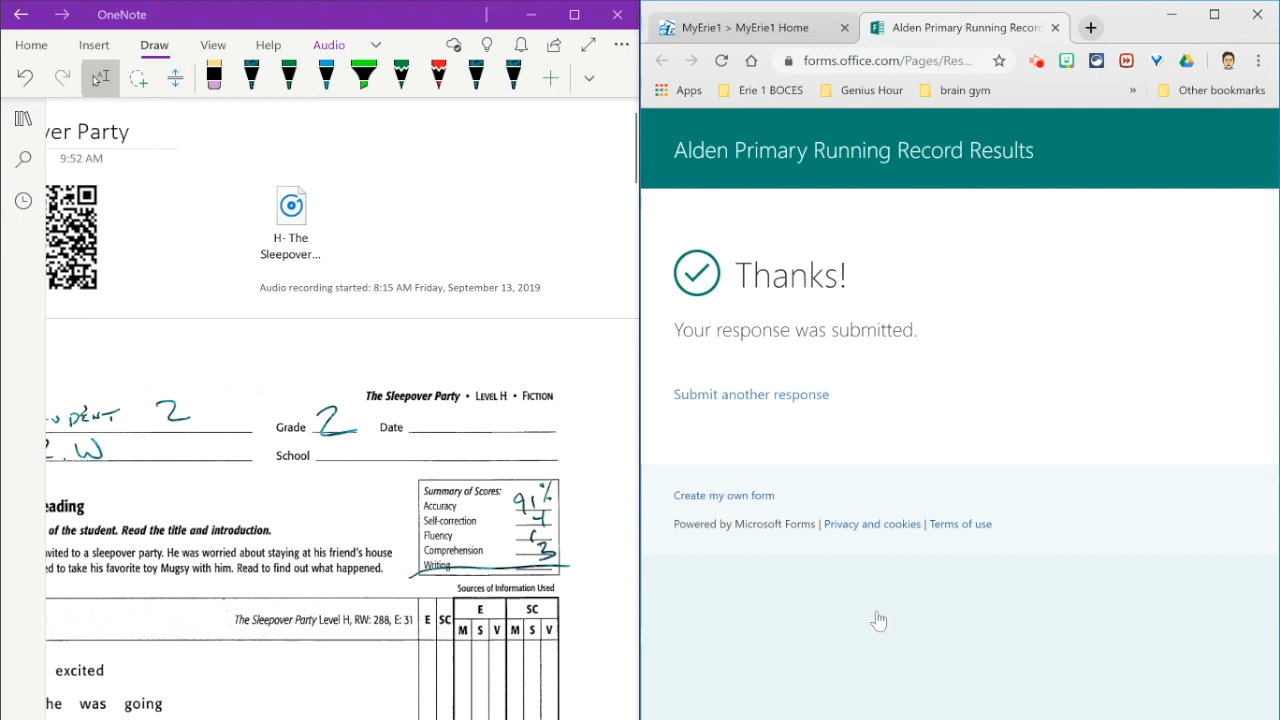 OneNote
Home Insert Draw View Help Audio
ver Party
9:52 AM
H- The
Sleepover...
Audio recording started: 8:15 AM Friday, September 13, 2019
The Sleepover Party • LEVEL H • FICTION
UDENT 2
Grade 2 Date
W
School
eading
Summary of Scores:
Accuracy 91%
Self-correction 4
Fluency 1
Comprehension 3
Writing
of the student. Read the title and introduction.
vited to a sleepover party. He was worried about staying at his friend's house
ed to take his favorite toy Mugsy with him. Read to find out what happened.
Sources of Information Used
The Sleepover Party Level H, RW: 288, E: 31 E SC E SC
M S V M S V
excited
he was going
MyErie1 > MyErie1 Home
Alden Primary Running Record
forms.office.com/Pages/Res...
Apps Erie 1 BOCES Genius Hour brain gym » Other bookmarks
Alden Primary Running Record Results
Thanks!
Your response was submitted.
Submit another response
Create my own form
Powered by Microsoft Forms | Privacy and cookies | Terms of use